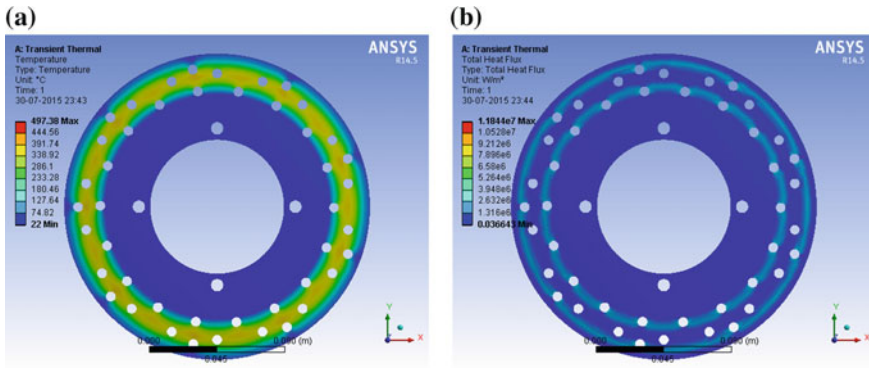 (a)
A: Transient Thermal
Temperature
Type: Temperature
Unit: °C
Time: 1
30-07-2015 23:43
497.38 Max
444.56
391.74
338.92
286.1
233.28
180.46
127.64
74.82
22 Min
ANSYS
R14.5
Y
X
0.000
0.090 (m)
0.045
(b)
A: Transient Thermal
Total Heat Flux
Type: Total Heat Flux
Unit: W/m²
Time: 1
30-07-2015 23:44
1.1844e7 Max
1.0528e7
9.212e6
7.896e6
6.58e6
5.264e6
3.948e6
2.632e6
1.316e6
0.036643 Min
ANSYS
R14.5
Y
X
0.000
0.090 (m)
0.045